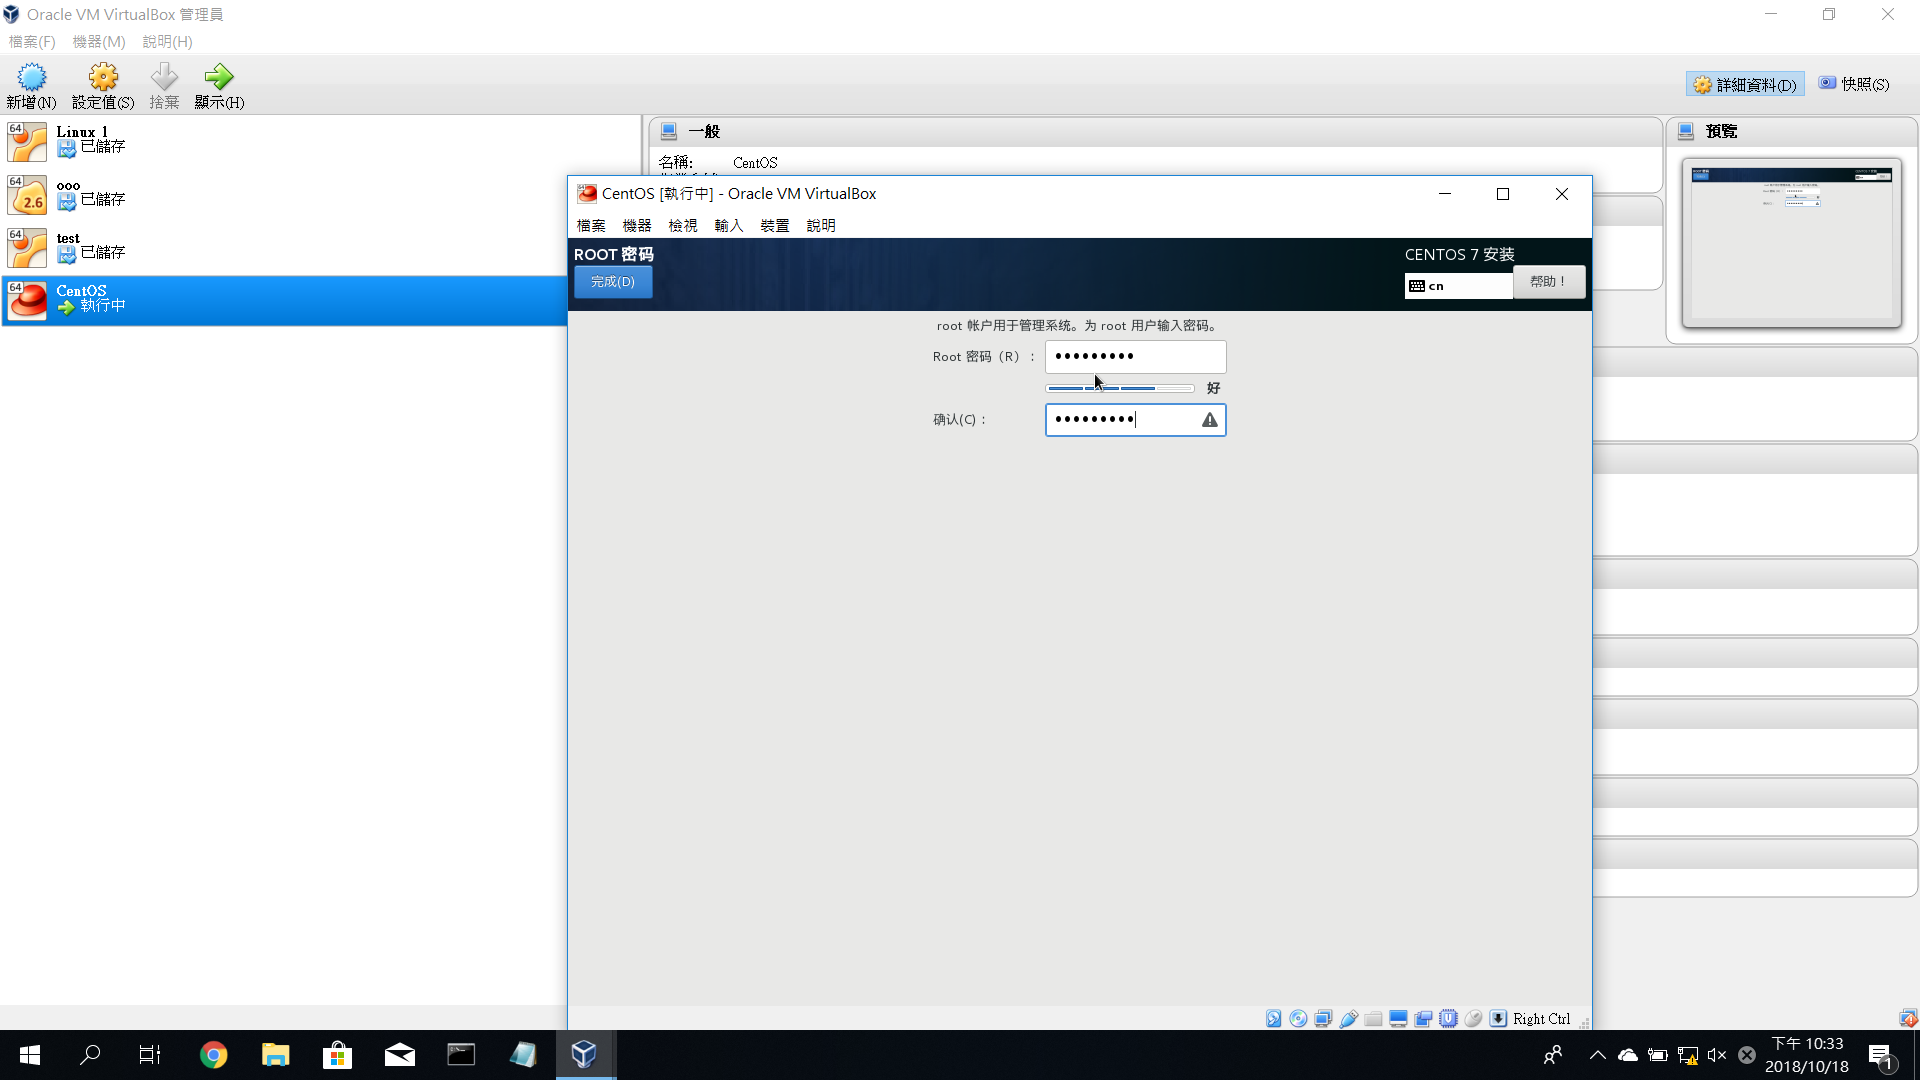 Oracle VM VirtualBox 管理員
檔案(F) 機器(M) 說明(H)
新增(N) 設定值(S) 捨棄 顯示(H) 詳細資料(D) 快照(S)
64 Linux 1
已儲存
64 2.6 ooo
已儲存
64 test
已儲存
64 CentOS
執行中
一般
名稱: CentOS
預覽
CentOS [執行中] - Oracle VM VirtualBox
檔案 機器 檢視 輸入 裝置 說明
ROOT 密码
完成(D)
CENTOS 7 安装
cn 帮助！
root 帐户用于管理系统。为 root 用户输入密码。
Root 密码（R）：
好
确认(C)：
Right Ctrl
下午 10:33
2018/10/18
1